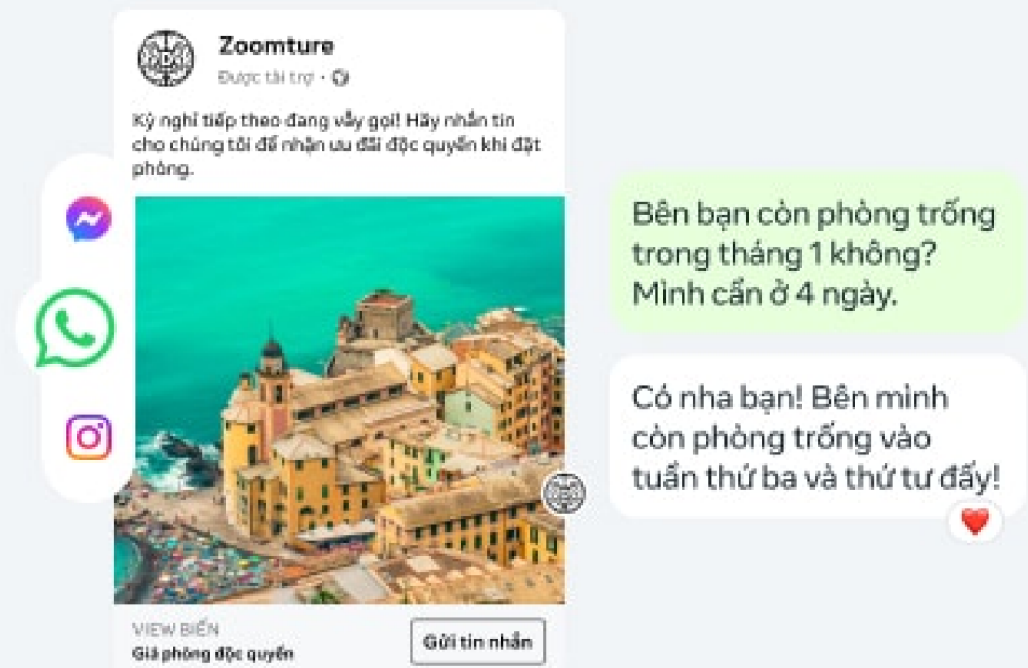 Zoomture
Được tài trợ
Kỳ nghỉ tiếp theo đang vẫy gọi! Hãy nhắn tin
cho chúng tôi để nhận ưu đãi độc quyền khi đặt
phòng.
VIEW BIỂN
Giá phòng độc quyền
Gửi tin nhắn
Bên bạn còn phòng trống
trong tháng 1 không?
Mình cần ở 4 ngày.
Có nha bạn! Bên mình
còn phòng trống vào
tuần thứ ba và thứ tư đấy!